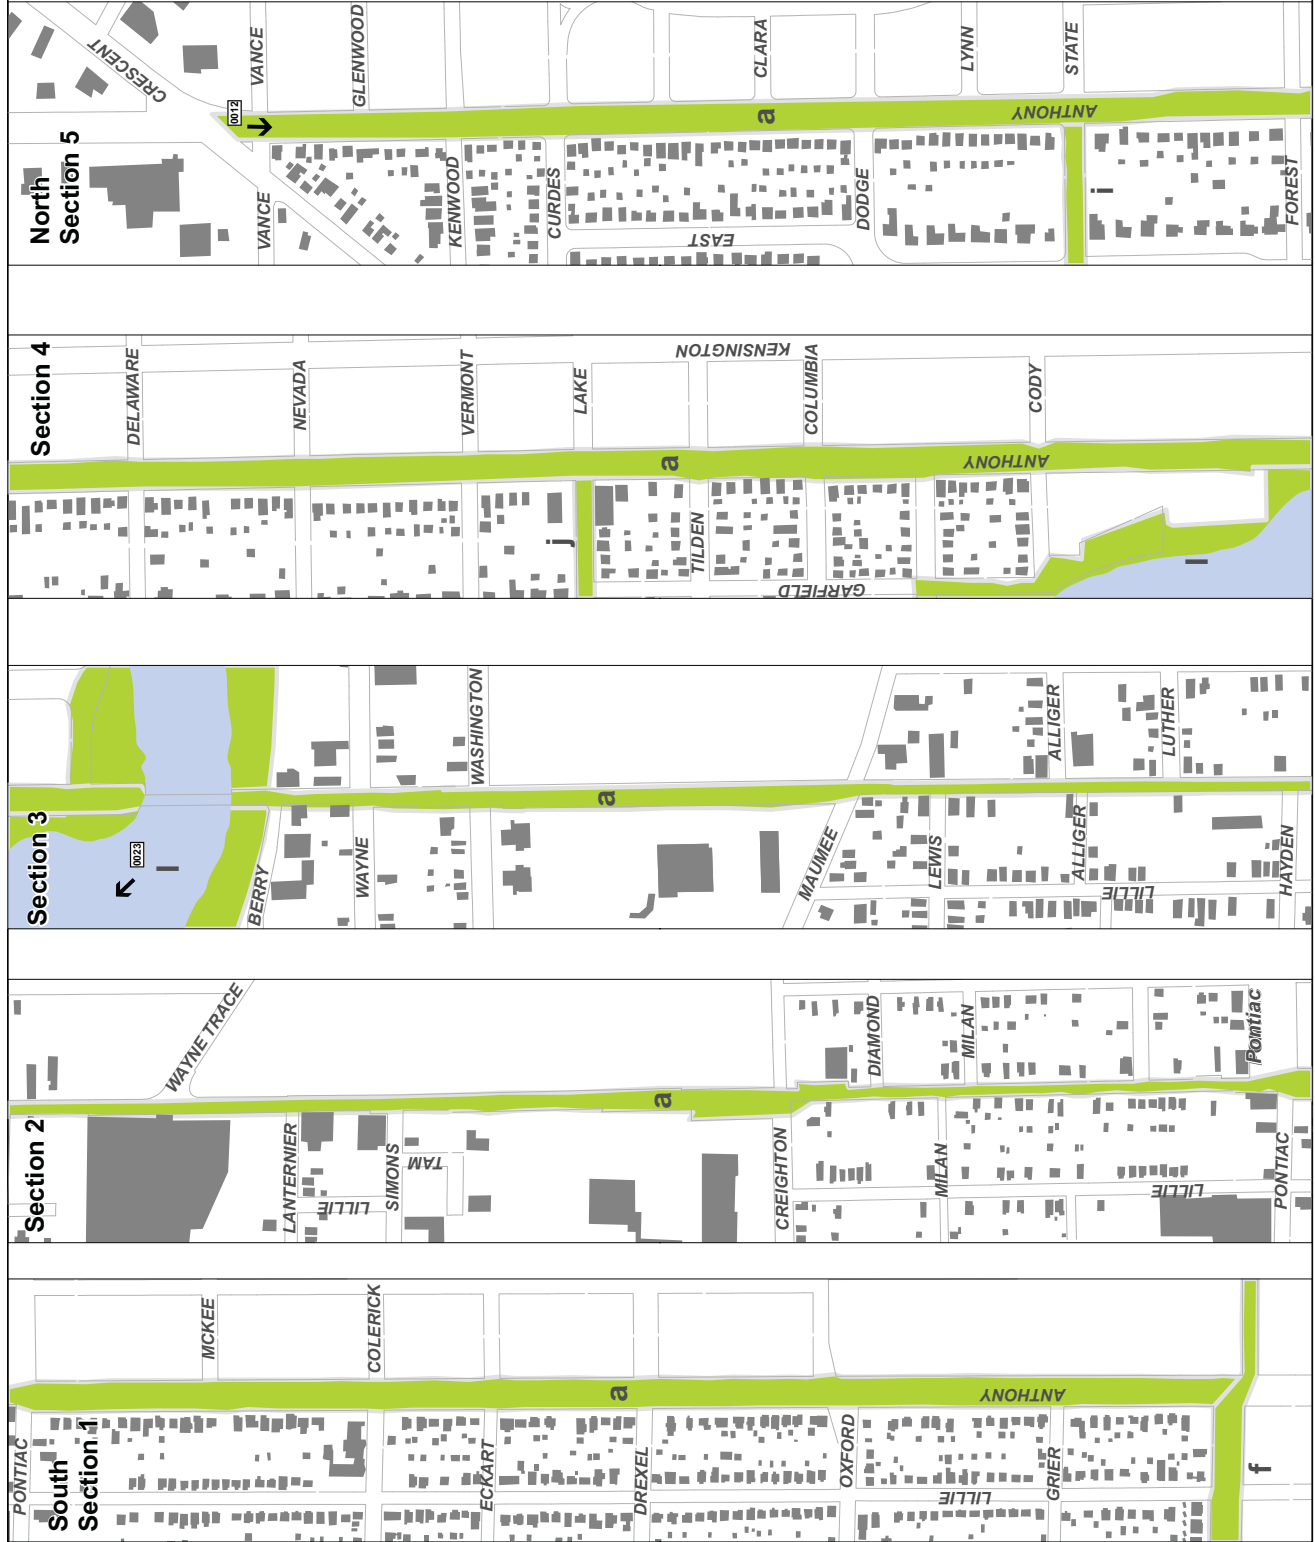 North
Section 5
CRESCENT
0012
VANCE
GLENWOOD
CLARA
LYNN
STATE
a
ANTHONY
VANCE
KENWOOD
CURDES
EAST
DODGE
i
FOREST
Section 4
DELAWARE
NEVADA
VERMONT
LAKE
KENSINGTON
COLUMBIA
CODY
a
ANTHONY
j
TILDEN
GARFIELD
l
Section 3
0023
l
BERRY
WAYNE
WASHINGTON
a
MAUMEE
LEWIS
ALLIGER
ALLIGER
LUTHER
LILLIE
HAYDEN
Section 2
WAYNE TRACE
LANTERNIER
LILLIE
SIMONS
TAM
a
CREIGHTON
DIAMOND
MILAN
MILAN
Pontiac
LILLIE
PONTIAC
South
Section 1
PONTIAC
MCKEE
COLERICK
ECKART
a
DREXEL
OXFORD
ANTHONY
LILLIE
GRIER
f